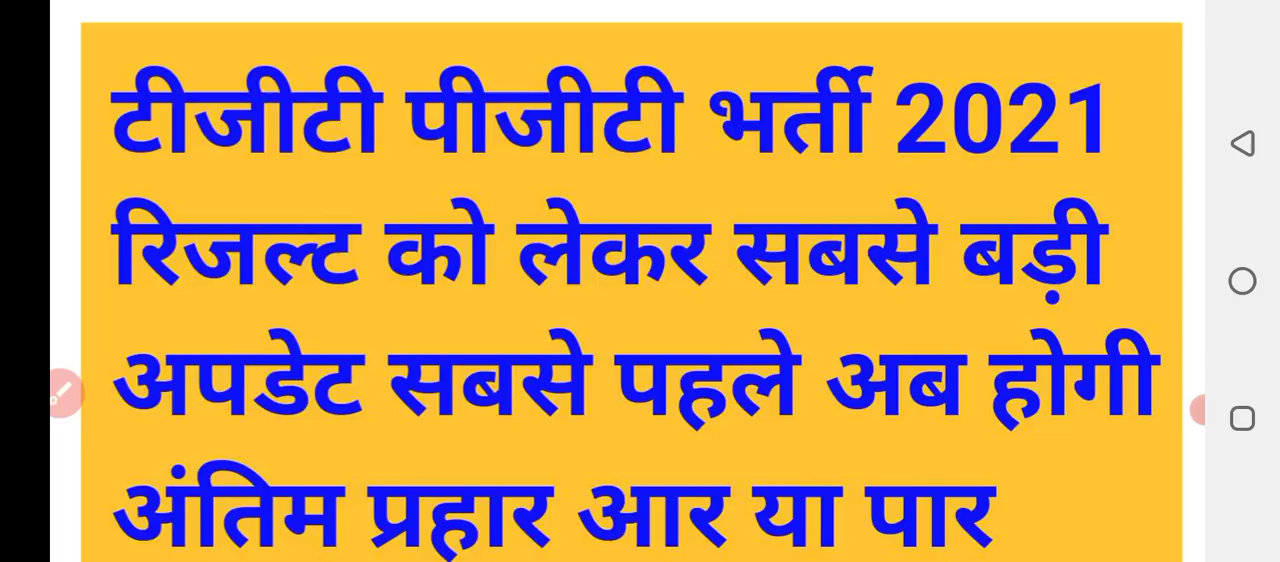 टीजीटी पीजीटी भर्ती 2021
रिजल्ट को लेकर सबसे बड़ी
अपडेट सबसे पहले अब होगी
अंतिम प्रहार आर या पार